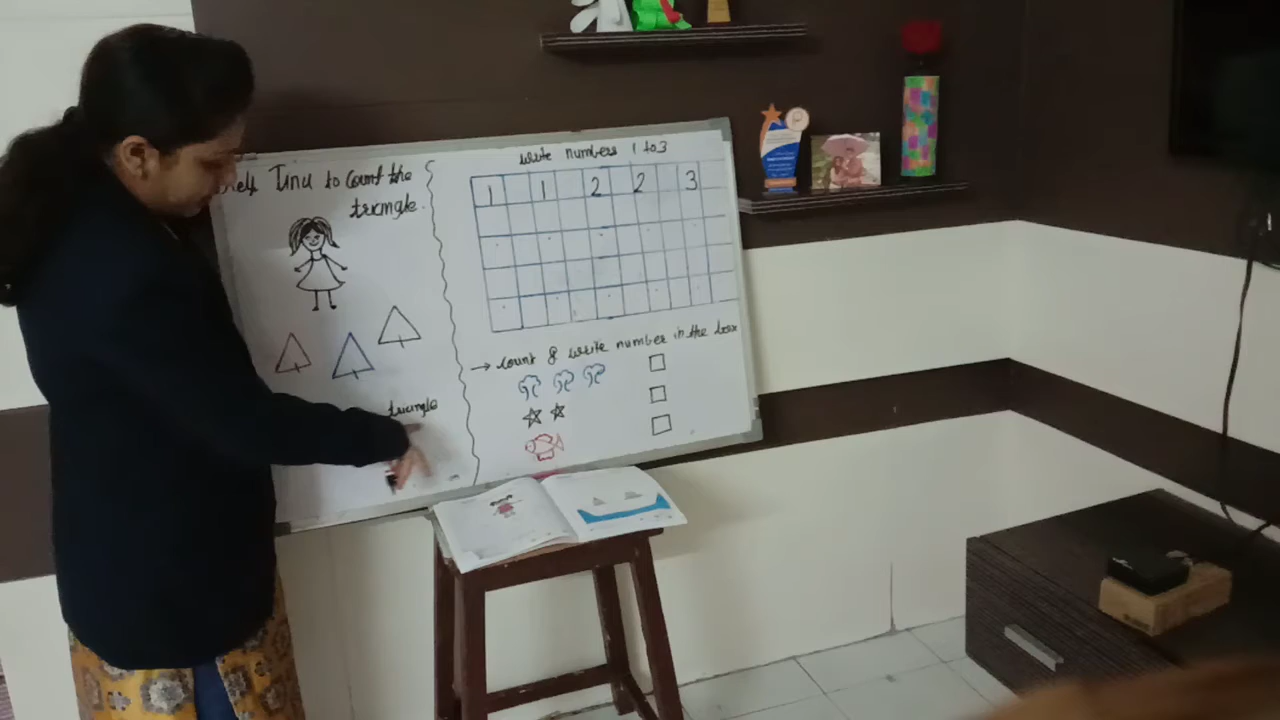 Help Tinu to count the
triangle.
triangle
write numbers 1 to 3
1 1 2 2 3
→ count & write number in the box